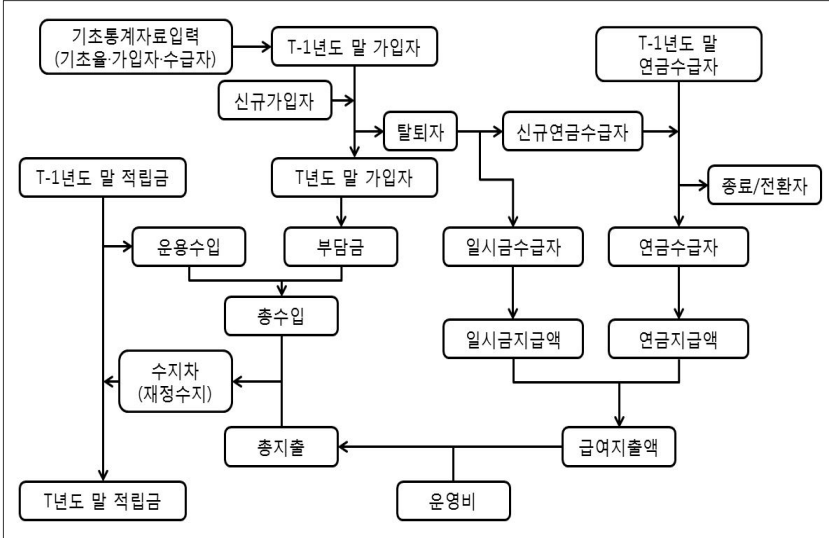 기초통계자료입력
(기초율·가입자·수급자)
T-1년도 말 가입자
T-1년도 말
연금수급자
신규가입자
탈퇴자
신규연금수급자
T-1년도 말 적립금
T년도 말 가입자
종료/전환자
운용수입
부담금
일시금수급자
연금수급자
총수입
일시금지급액
연금지급액
수지차
(재정수지)
총지출
급여지출액
T년도 말 적립금
운영비